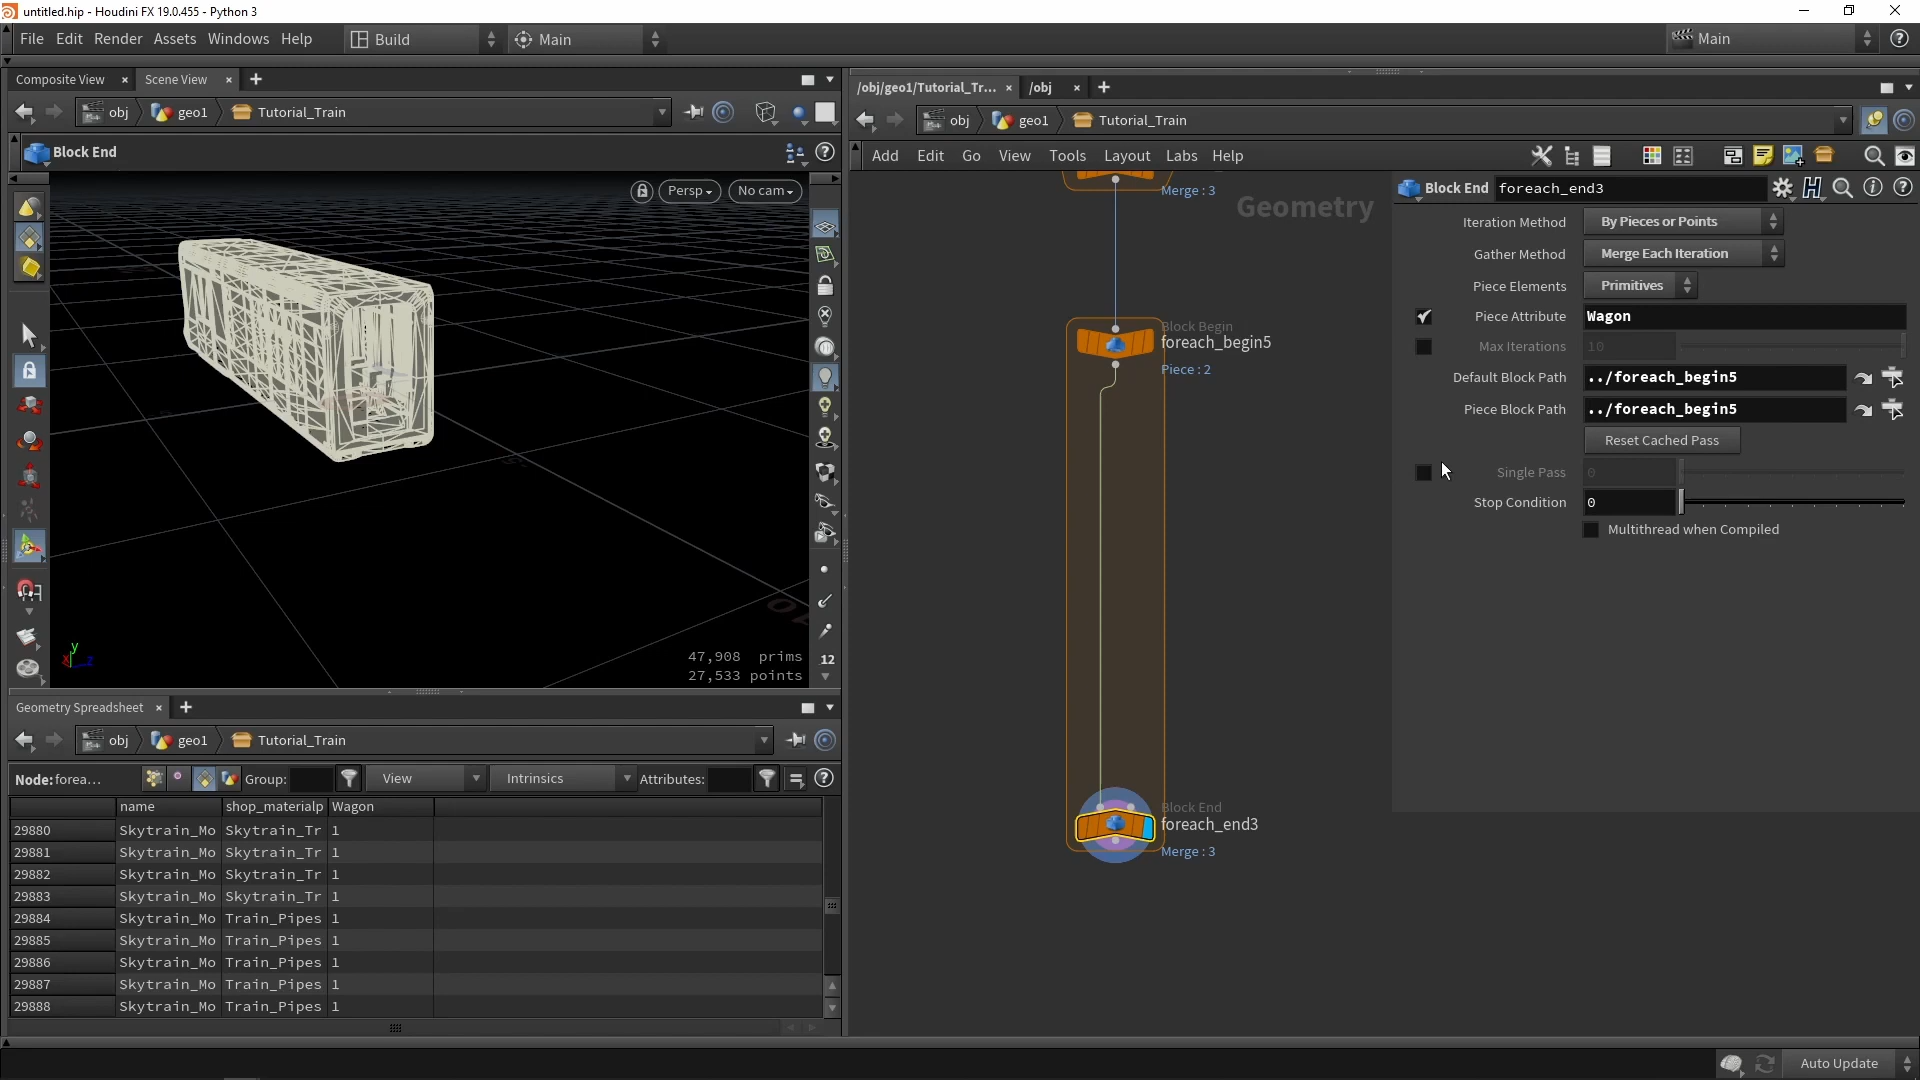 untitled.hip - Houdini FX 19.0.455 - Python 3
File Edit Render Assets Windows Help Build Main Main
Composite View Scene View
obj geo1 Tutorial_Train
Block End
Persp No cam
47,908 prims
27,533 points
12
y
x z
Geometry Spreadsheet
obj geo1 Tutorial_Train
Node:forea... Group: View Intrinsics Attributes:
name shop_materialp Wagon
29880 Skytrain_Mo Skytrain_Tr 1
29881 Skytrain_Mo Skytrain_Tr 1
29882 Skytrain_Mo Skytrain_Tr 1
29883 Skytrain_Mo Skytrain_Tr 1
29884 Skytrain_Mo Train_Pipes 1
29885 Skytrain_Mo Train_Pipes 1
29886 Skytrain_Mo Train_Pipes 1
29887 Skytrain_Mo Train_Pipes 1
29888 Skytrain_Mo Train_Pipes 1
/obj/geo1/Tutorial_Tr... /obj
obj geo1 Tutorial_Train
Add Edit Go View Tools Layout Labs Help
Merge : 3
Geometry
Block Begin
foreach_begin5
Piece : 2
Block End
foreach_end3
Merge : 3
Block End foreach_end3
Iteration Method By Pieces or Points
Gather Method Merge Each Iteration
Piece Elements Primitives
Piece Attribute Wagon
Max Iterations 10
Default Block Path ../foreach_begin5
Piece Block Path ../foreach_begin5
Reset Cached Pass
Single Pass 0
Stop Condition 0
Multithread when Compiled
Auto Update